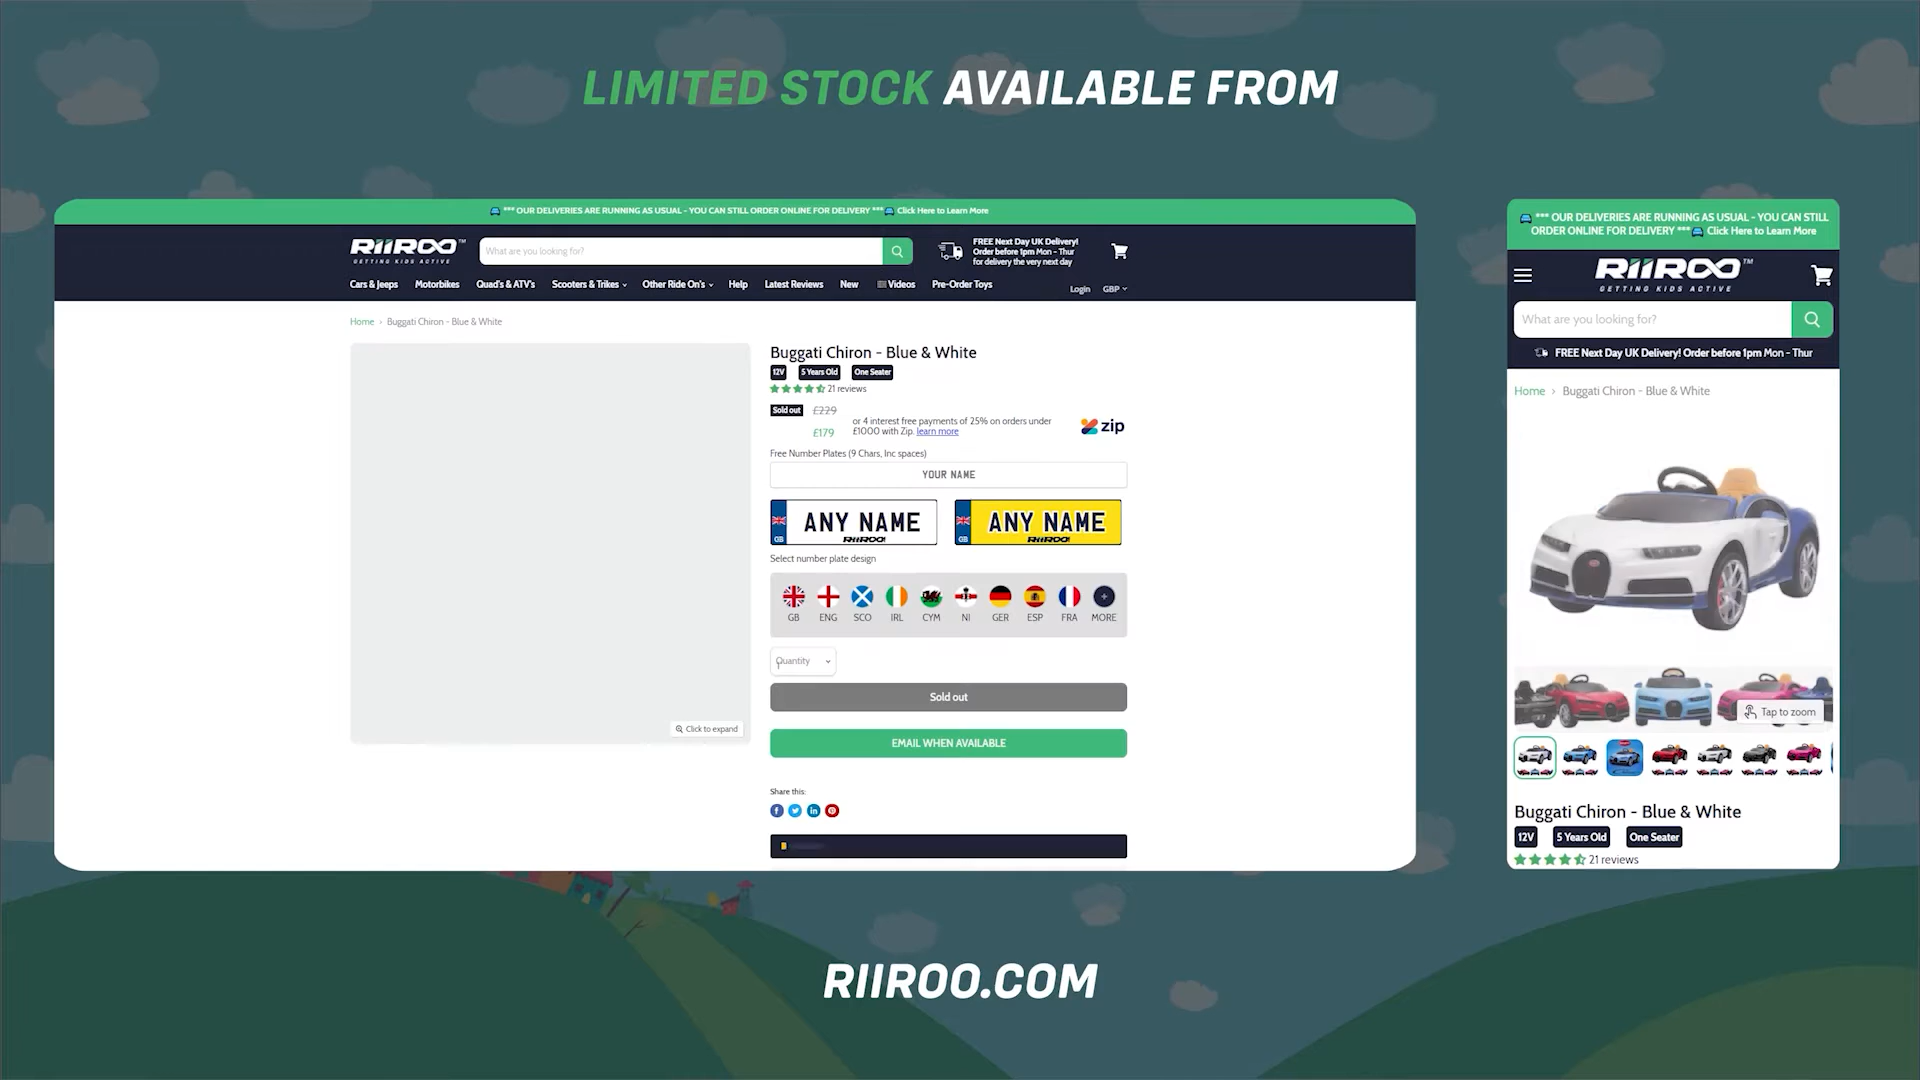 LIMITED STOCK AVAILABLE FROM
*** OUR DELIVERIES ARE RUNNING AS USUAL - YOU CAN STILL ORDER ONLINE FOR DELIVERY *** Click Here to Learn More
RiiROO™
GETTING KIDS ACTIVE
What are you looking for?
FREE Next Day UK Delivery!
Order before 1pm Mon - Thur
for delivery the very next day
Cars & Jeeps Motorbikes Quad's & ATV's Scooters & Trikes Other Ride On's Help Latest Reviews New Videos Pre-Order Toys
Login GBP
Home › Buggati Chiron - Blue & White
Click to expand
Buggati Chiron - Blue & White
12V 5 Years Old One Seater
21 reviews
Sold out £229
£179
or 4 interest free payments of 25% on orders under
£1000 with Zip. learn more
zip
Free Number Plates (9 Chars, Inc spaces)
YOUR NAME
GB ANY NAME RiiROO!
GB ANY NAME RiiROO!
Select number plate design
GB ENG SCO IRL CYM NI GER ESP FRA MORE
Quantity
Sold out
EMAIL WHEN AVAILABLE
Share this:
*** OUR DELIVERIES ARE RUNNING AS USUAL - YOU CAN STILL
ORDER ONLINE FOR DELIVERY *** Click Here to Learn More
RiiROO™
GETTING KIDS ACTIVE
What are you looking for?
FREE Next Day UK Delivery! Order before 1pm Mon - Thur
Home › Buggati Chiron - Blue & White
Tap to zoom
Buggati Chiron - Blue & White
12V 5 Years Old One Seater
21 reviews
RIIROO.COM